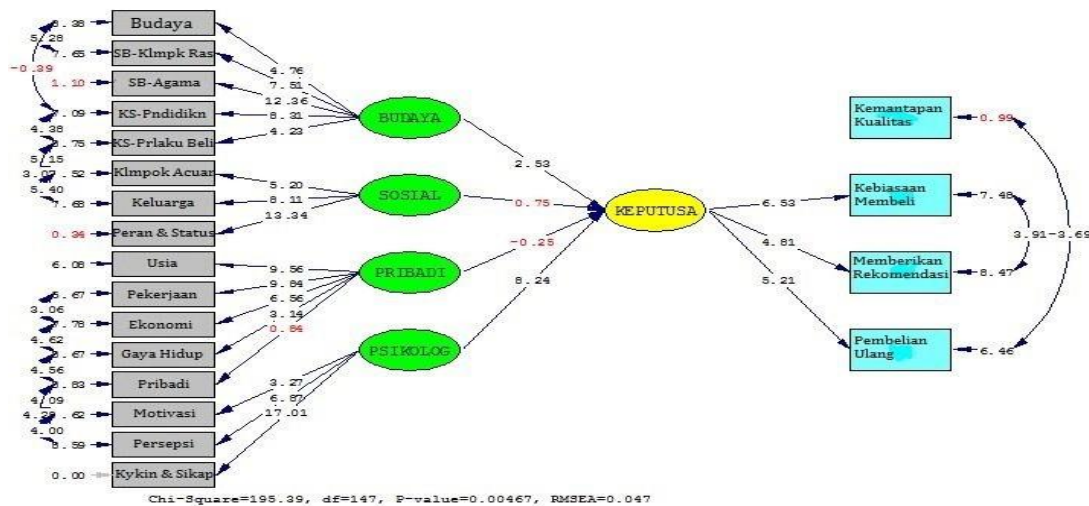 Budaya
SB-Klmpk Ras
SB-Agama
KS-Pndidikn
KS-Prlaku Beli
Klmpok Acuar
Keluarga
Peran & Status
Usia
Pekerjaan
Ekonomi
Gaya Hidup
Pribadi
Motivasi
Persepsi
Kykin & Sikap
5.28
-0.39
7.65
1.10
7.09
4.38
5.15
5.40
7.68
0.34
6.08
3.06
7.78
4.62
4.56
4.09
4.00
0.00
4.76
7.51
12.36
8.31
4.23
5.20
8.11
13.34
9.56
9.84
6.56
3.14
0.84
3.27
6.87
17.01
BUDAYA
SOSIAL
PRIBADI
PSIKOLOG
2.53
0.75
-0.25
8.24
KEPUTUSA
6.53
4.81
5.21
Kemantapan
Kualitas
Kebiasaan
Membeli
Memberikan
Rekomendasi
Pembelian
Ulang
0.99
7.48
8.47
6.46
3.91
-3.69
Chi-Square=195.39, df=147, P-value=0.00467, RMSEA=0.047